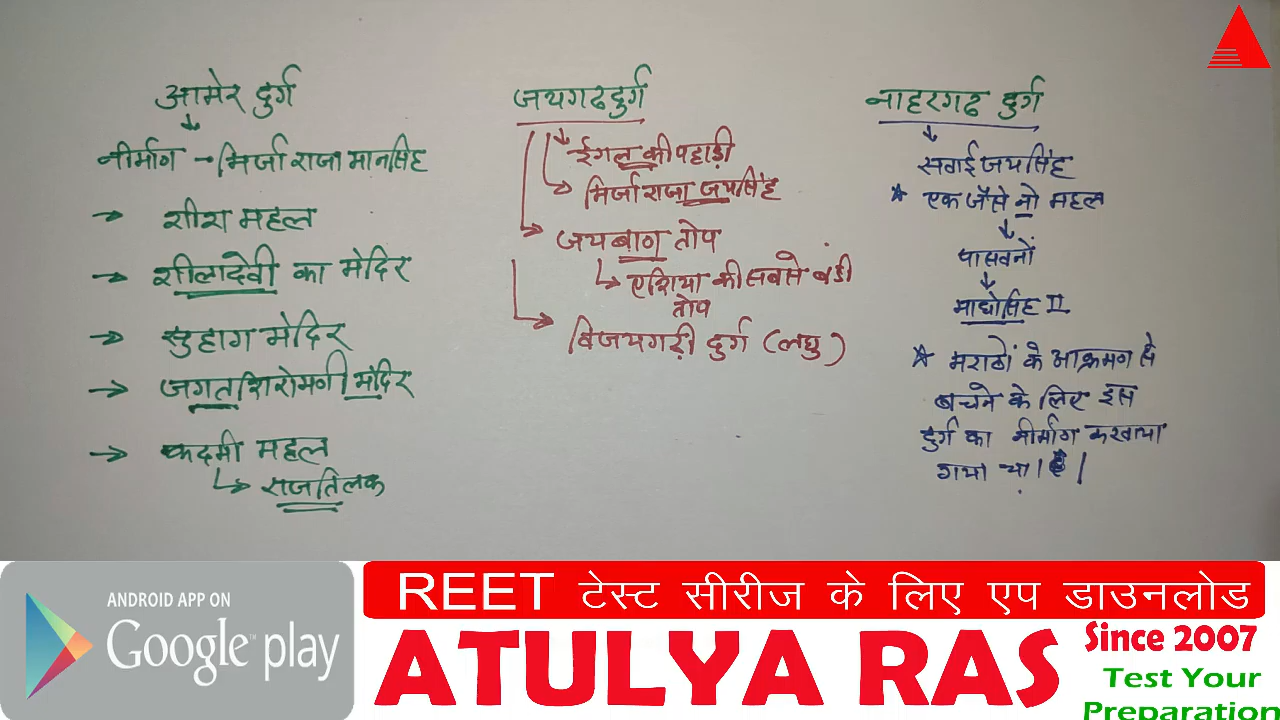 आमेर दुर्ग
नीर्माण → मिर्जा राजा मानसिंह
→ शीश महल
→ शीलादेवी का मंदिर
→ सुहाग मंदिर
→ जगत शिरोमणी मंदिर
→ कदमी महल
राजतिलक
जयगढ दुर्ग
ईगल की पहाड़ी
मिर्जा राजा जयसिंह
जयबाण तोप
एशिया की सबसे बड़ी
तोप
विजयगढ़ी दुर्ग (लघु)
नाहरगढ दुर्ग
सवाई जयसिंह
* एक जैसे नो महल
पासवनों
माधोसिंह II
* मराठों के आक्रमण से
बचने के लिए इस
दुर्ग का नीर्माण करवाया
गया था।
ANDROID APP ON
Google play
REET टेस्ट सीरीज के लिए एप डाउनलोड
ATULYA RAS
Since 2007
Test Your
Preparation